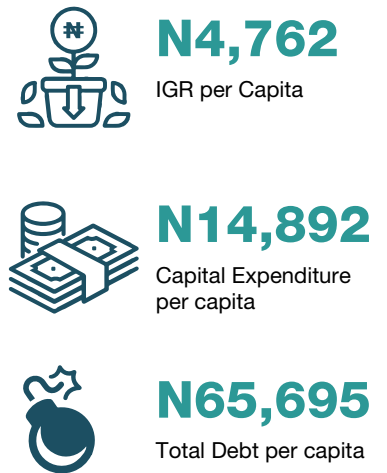 ₦
N4,762
IGR per Capita
N14,892
Capital Expenditure
per capita
N65,695
Total Debt per capita